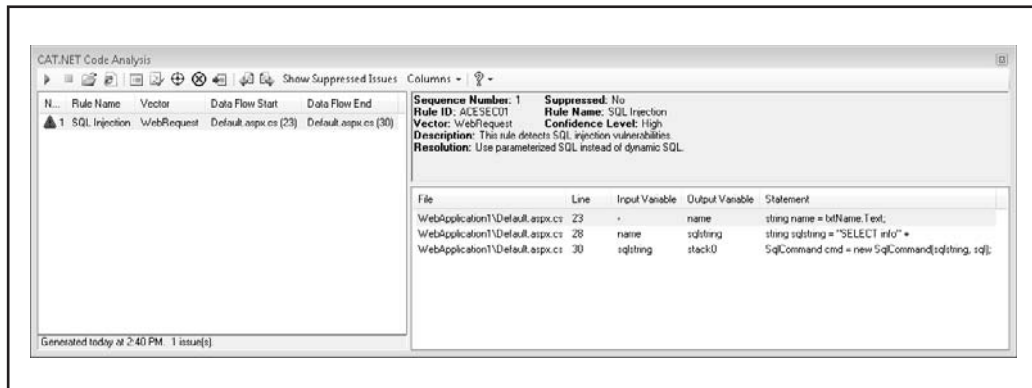 CAT.NET Code Analysis
Show Suppressed Issues Columns
N... Rule Name Vector Data Flow Start Data Flow End
1 SQL Injection WebRequest Default.aspx.cs (23) Default.aspx.cs (30)
Generated today at 2:40 PM. 1 issue(s).
Sequence Number: 1 Suppressed: No
Rule ID: ACESEC01 Rule Name: SQL Injection
Vector: WebRequest Confidence Level: High
Description: This rule detects SQL injection vulnerabilities.
Resolution: Use parameterized SQL instead of dynamic SQL.
File Line Input Variable Output Variable Statement
WebApplication1\Default.aspx.cs 23 - name string name = txtName.Text;
WebApplication1\Default.aspx.cs 28 name sqlstring string sqlstring = "SELECT info" +
WebApplication1\Default.aspx.cs 30 sqlstring stack0 SqlCommand cmd = new SqlCommand(sqlstring, sql);